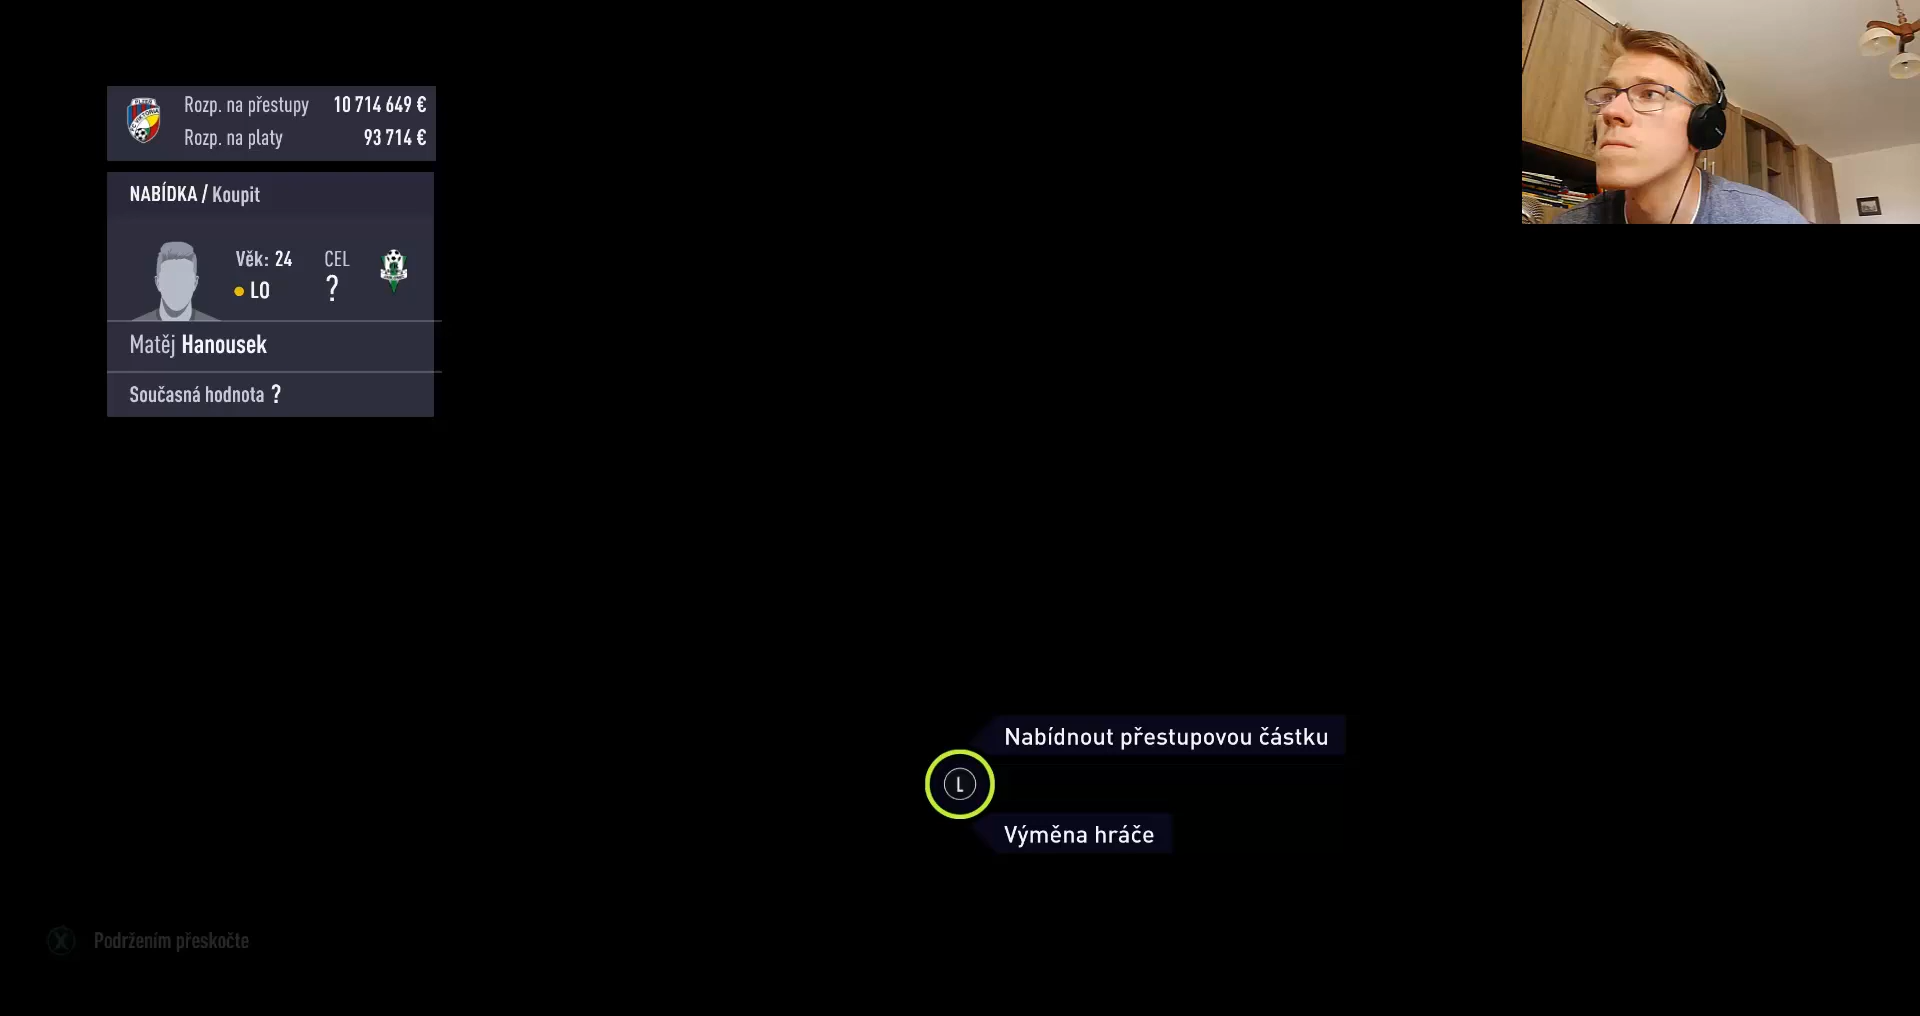 Rozp. na přestupy 10 714 649 €
Rozp. na platy 93 714 €
NABÍDKA / Koupit
Věk: 24 CEL
LO ?
Matěj Hanousek
Současná hodnota ?
Nabídnout přestupovou částku
L
Výměna hráče
X Podržením přeskočte